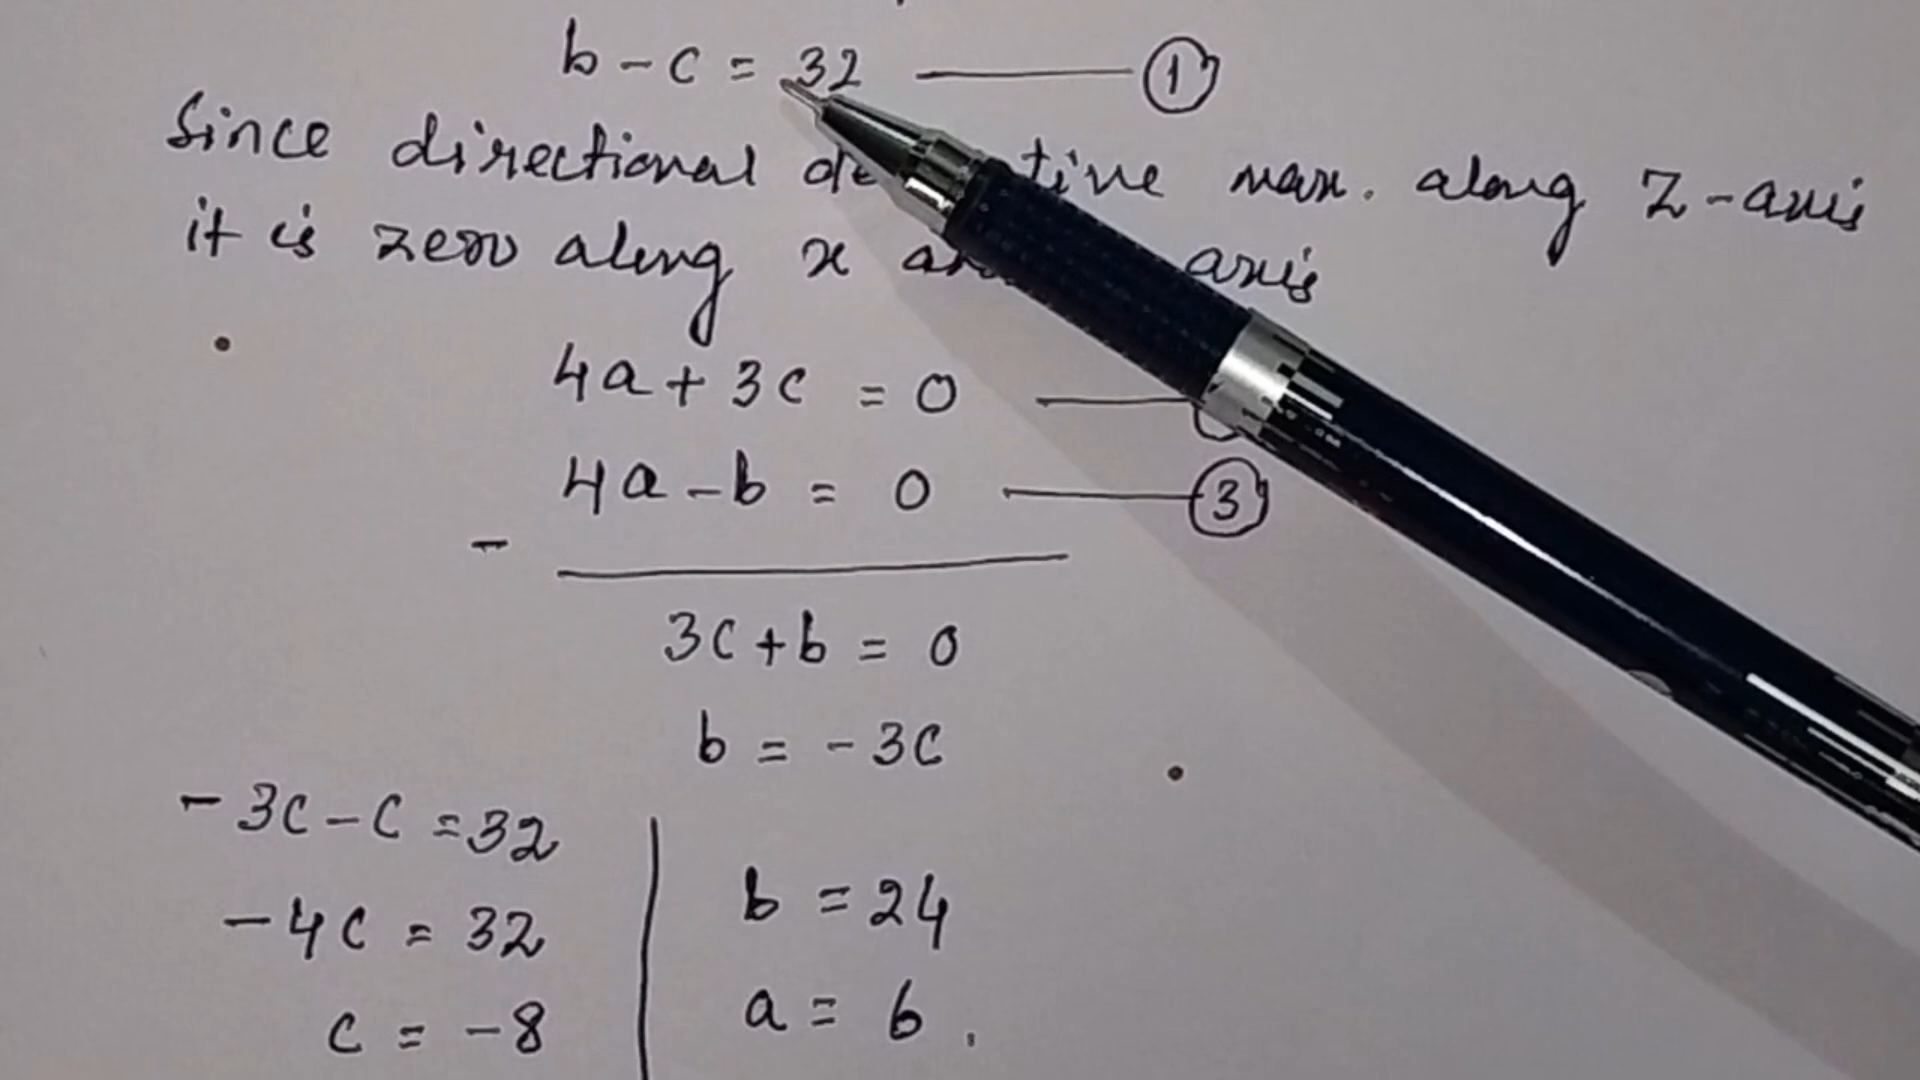 b - c = 32 ——— ①
Since directional max. along Z-axis
it is zero along x axis
4a + 3c = 0 ———
4a - b = 0 ——— ③
-
3c + b = 0
b = - 3c
- 3c - c = 32
- 4c = 32
c = - 8
b = 24
a = 6.